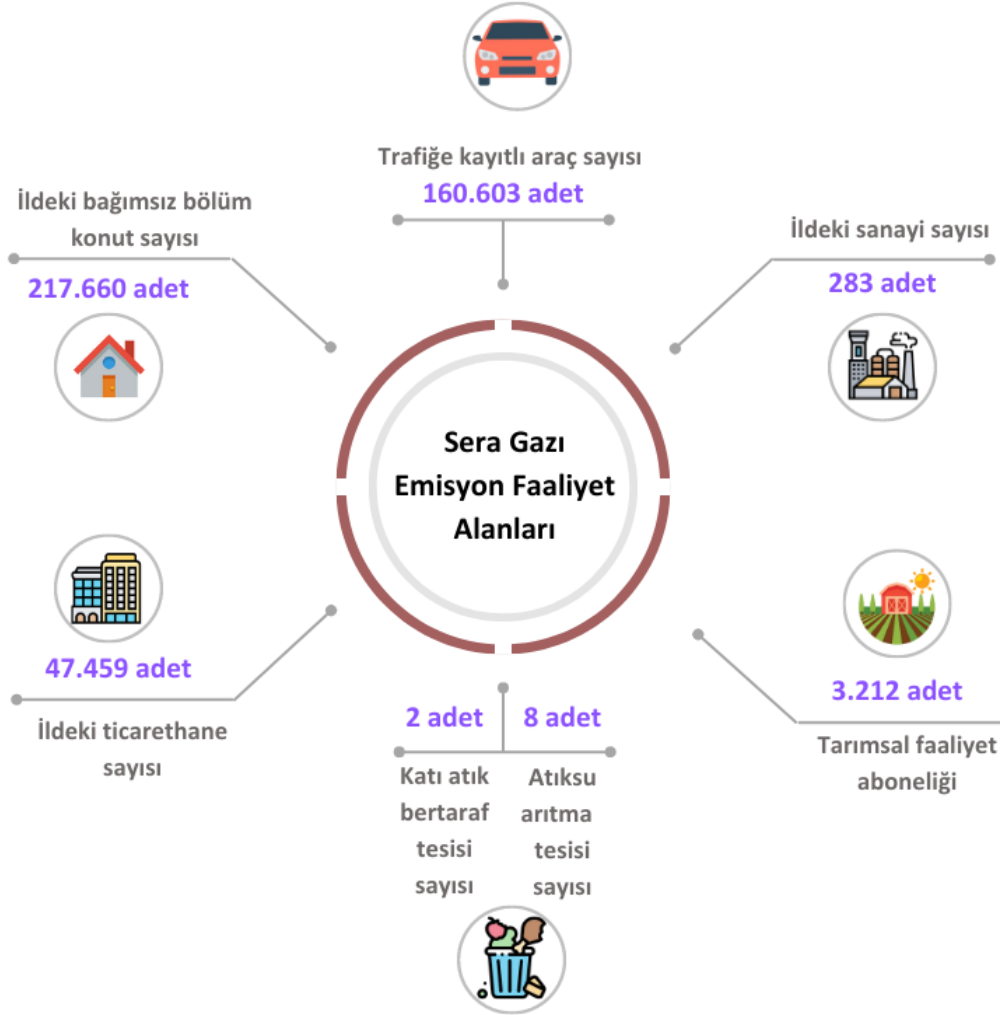 Trafiğe kayıtlı araç sayısı
160.603 adet
İldeki bağımsız bölüm
konut sayısı
217.660 adet
İldeki sanayi sayısı
283 adet
Sera Gazı
Emisyon Faaliyet
Alanları
47.459 adet
İldeki ticarethane
sayısı
2 adet
Katı atık
bertaraf
tesisi
sayısı
8 adet
Atıksu
arıtma
tesisi
sayısı
3.212 adet
Tarımsal faaliyet
aboneliği